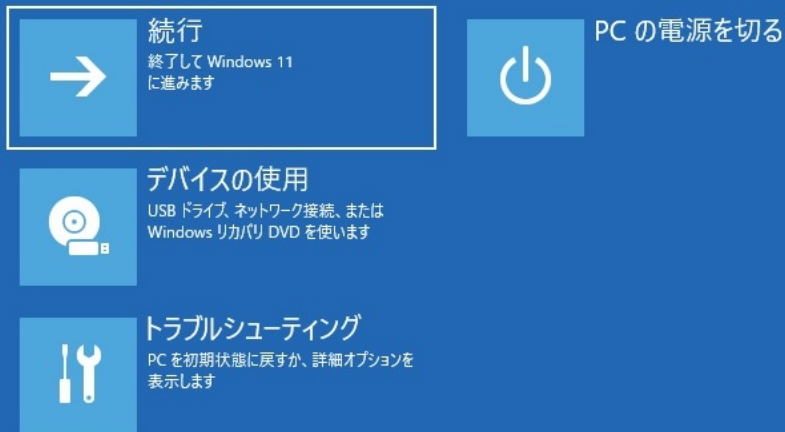 続行
終了して Windows 11
に進みます
PC の電源を切る
デバイスの使用
USB ドライブ、ネットワーク接続、または
Windows リカバリ DVD を使います
トラブルシューティング
PC を初期状態に戻すか、詳細オプションを
表示します